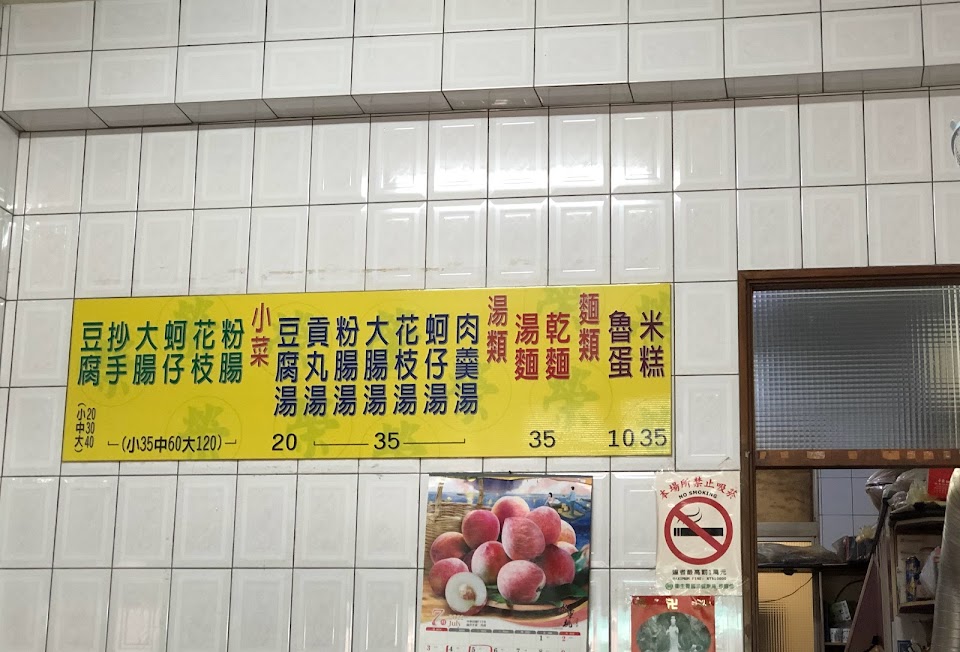 米糕
魯蛋
麵類
乾麵
湯麵
湯類
肉羹湯
蚵仔湯
花枝湯
大腸湯
粉腸湯
貢丸湯
豆腐湯
小菜
粉腸
花枝
蚵仔
大腸
抄手
豆腐
(小20
中30
大40)
(小35中60大120)
20
35
35
10
35
本場所禁止吸菸
NO SMOKING
7
July
卍